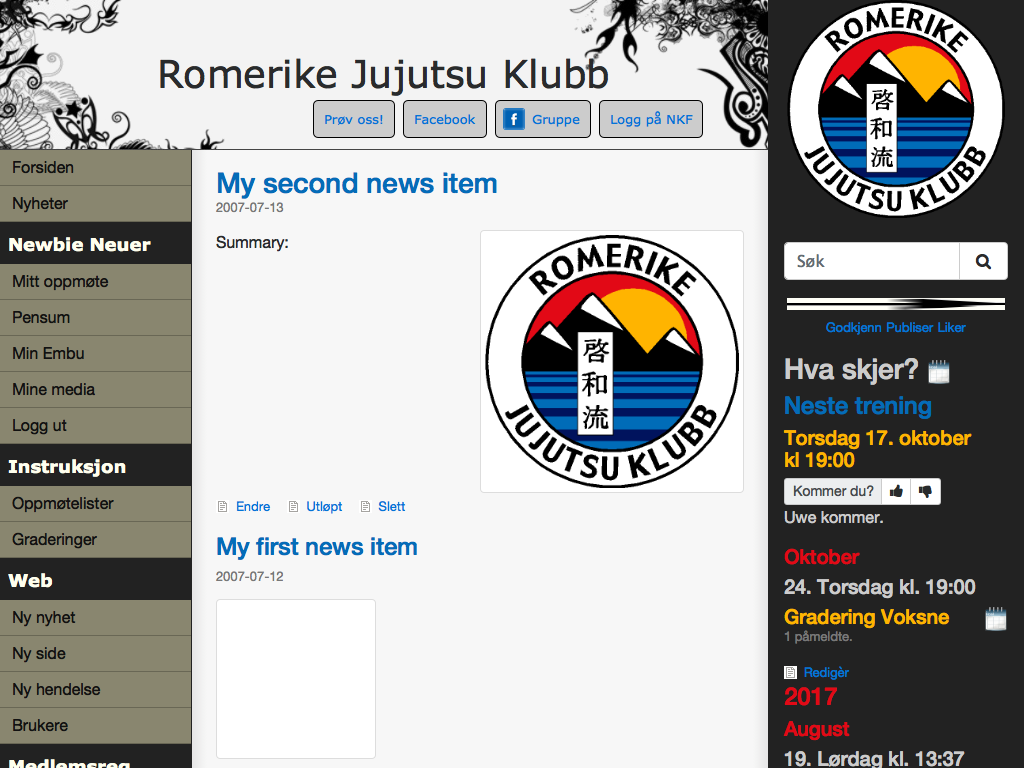 Romerike Jujutsu Klubb
Prøv oss!
Facebook
Gruppe
Logg på NKF
Forsiden
Nyheter
Newbie Neuer
Mitt oppmøte
Pensum
Min Embu
Mine media
Logg ut
Instruksjon
Oppmøtelister
Graderinger
Web
Ny nyhet
Ny side
Ny hendelse
Brukere
Medlemsreg
My second news item
2007-07-13
Summary:
ROMERIKE
啓和流
JUJUTSU KLUBB
Endre
Utløpt
Slett
My first news item
2007-07-12
ROMERIKE
啓和流
JUJUTSU KLUBB
Søk
Godkjenn Publiser Liker
Hva skjer?
Neste trening
Torsdag 17. oktober
kl 19:00
Kommer du?
Uwe kommer.
Oktober
24. Torsdag kl. 19:00
Gradering Voksne
1 påmeldte.
Redigèr
2017
August
19. Lørdag kl. 13:37